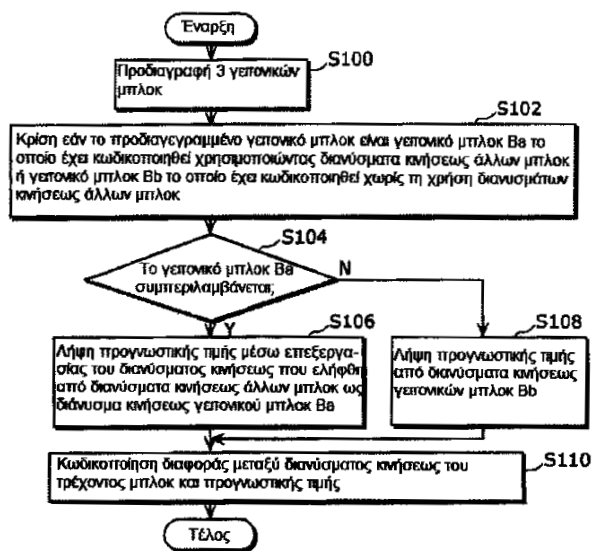 Έναρξη
S100
Προδιαγραφή 3 γειτονικών
μπλοκ
S102
Κρίση εάν το προδιαγεγραμμένο γειτονικό μπλοκ είναι γειτονικό μπλοκ Ba το
οποίο έχει κωδικοποιηθεί χρησιμοποιώντας διανύσματα κινήσεως άλλων μπλοκ
ή γειτονικό μπλοκ Bb το οποίο έχει κωδικοποιηθεί χωρίς τη χρήση διανυσμάτων
κινήσεως άλλων μπλοκ
S104
Το γειτονικό μπλοκ Ba
συμπεριλαμβάνεται;
N
Y
S106
Λήψη προγνωστικής τιμής μέσω επεξεργα-
σίας του διανύσματος κινήσεως που ελήφθη
από διανύσματα κινήσεως άλλων μπλοκ ως
διάνυσμα κινήσεως γειτονικού μπλοκ Ba
S108
Λήψη προγνωστικής τιμής
από διανύσματα κινήσεως
γειτονικών μπλοκ Bb
S110
Κωδικοποίηση διαφοράς μεταξύ διανύσματος κινήσεως του
τρέχοντος μπλοκ και προγνωστικής τιμής
Τέλος